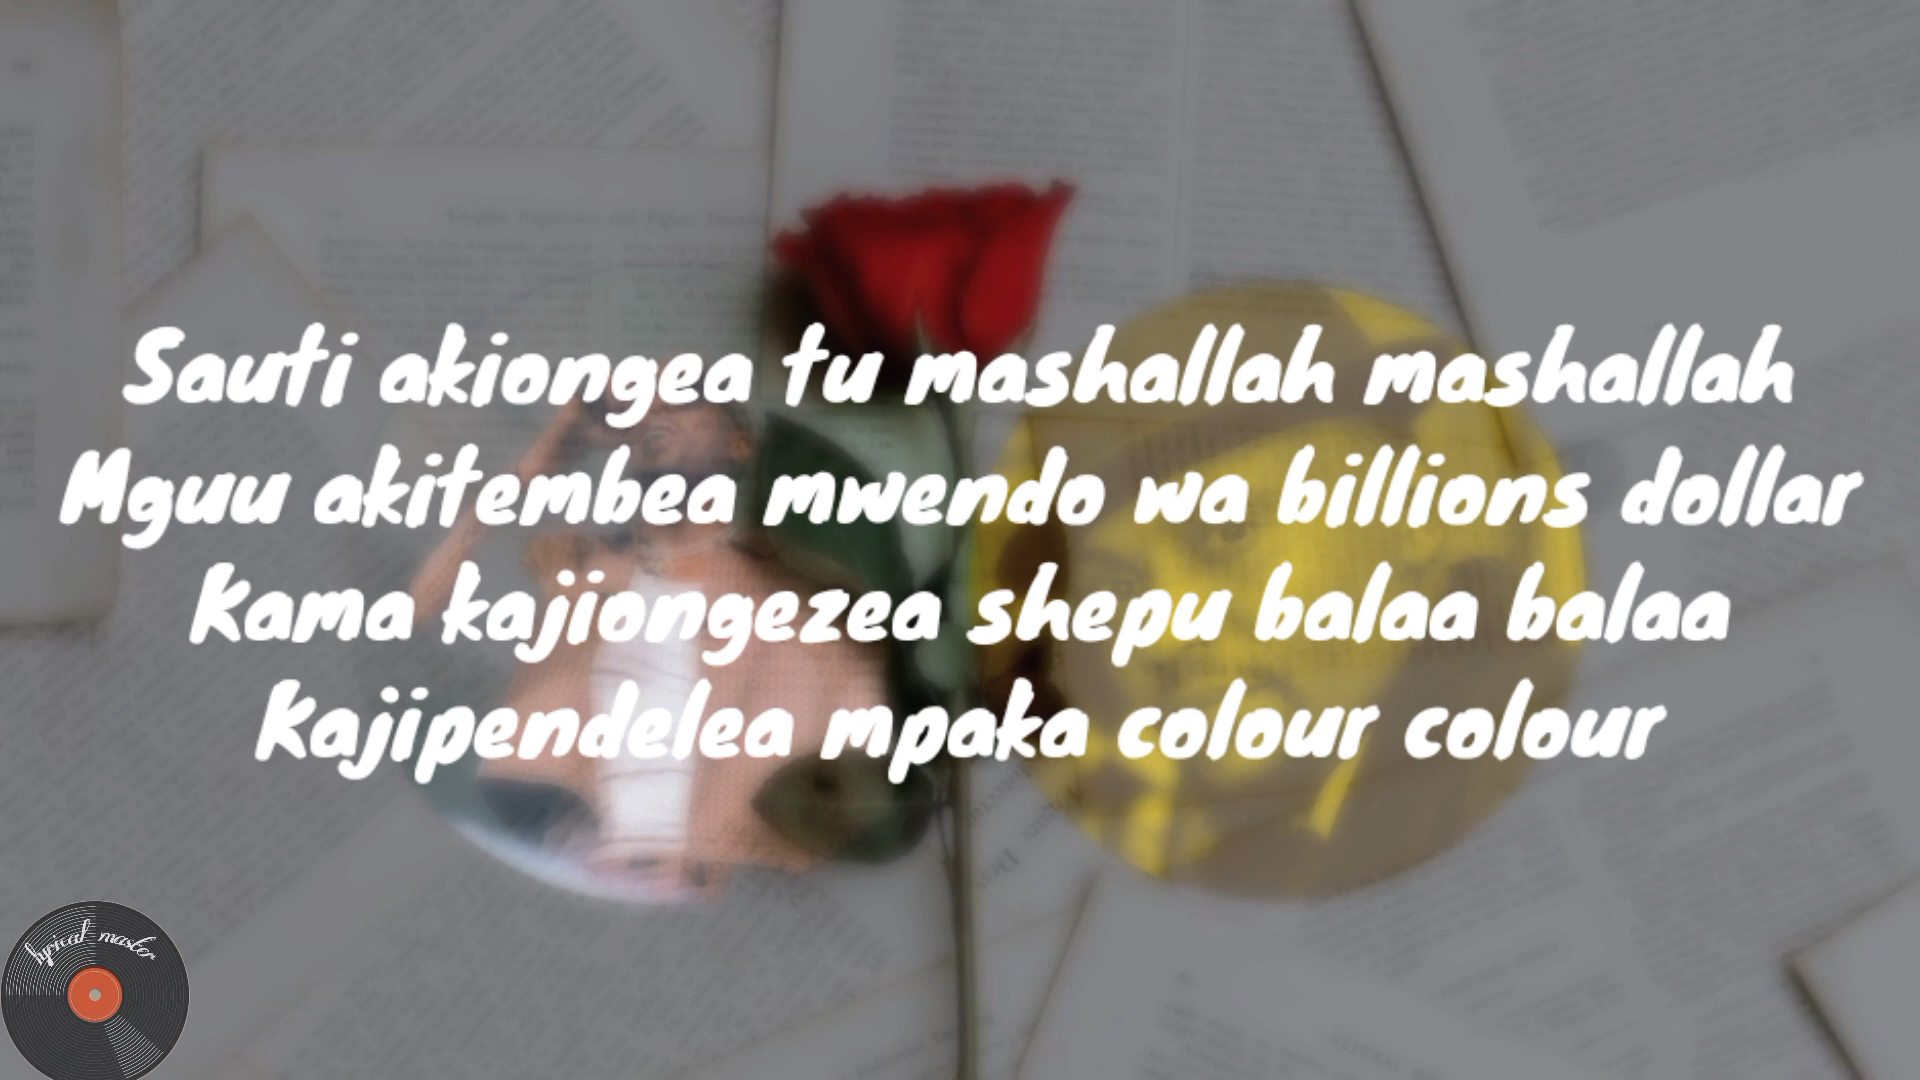 Sauti akiongea tu mashallah mashallah
Mguu akitembea mwendo wa billions dollar
Kama kajiongezea shepu balaa balaa
Kajipendelea mpaka colour colour
lyrical master